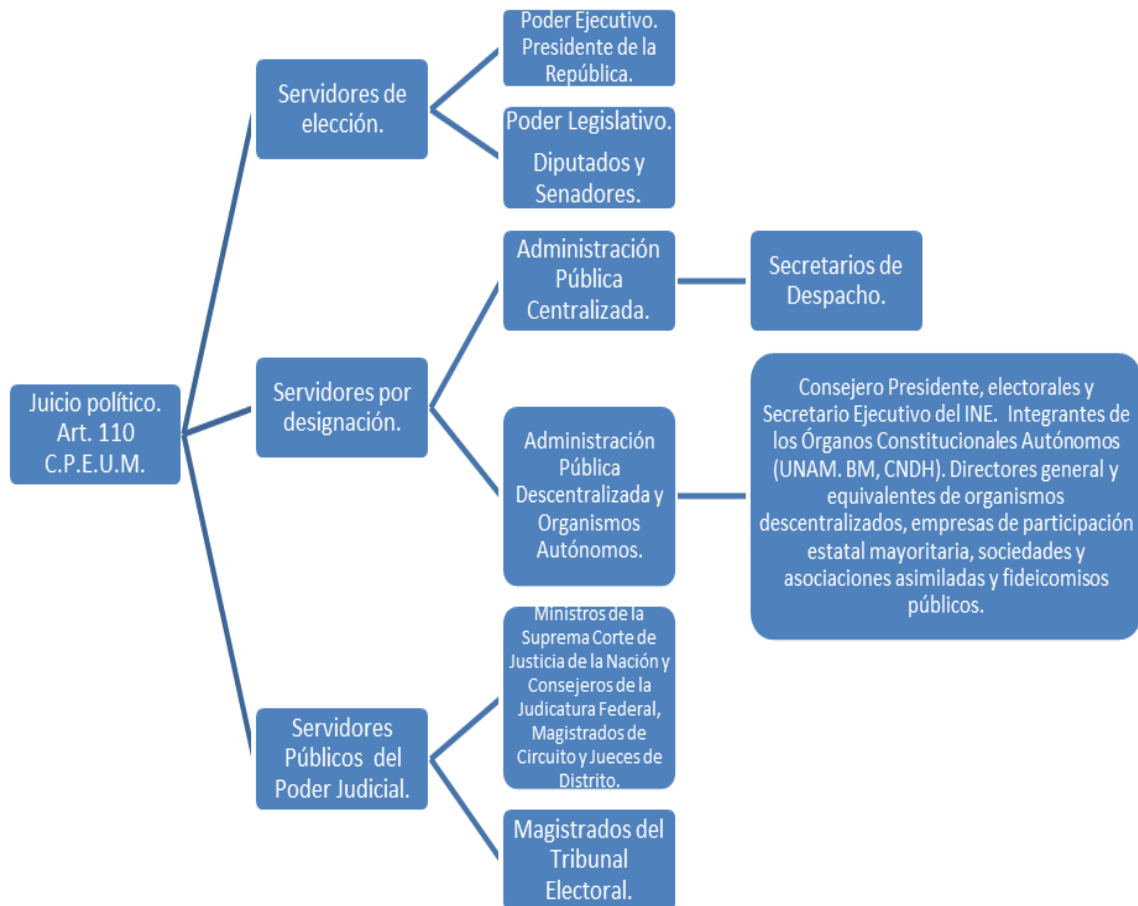 Juicio político.
Art. 110
C.P.E.U.M.
Servidores de
elección.
Poder Ejecutivo.
Presidente de la
República.
Poder Legislativo.
Diputados y
Senadores.
Servidores por
designación.
Administración
Pública
Centralizada.
Secretarios de
Despacho.
Administración
Pública
Descentralizada y
Organismos
Autónomos.
Consejero Presidente, electorales y
Secretario Ejecutivo del INE. Integrantes de
los Órganos Constitucionales Autónomos
(UNAM. BM, CNDH). Directores general y
equivalentes de organismos
descentralizados, empresas de participación
estatal mayoritaria, sociedades y
asociaciones asimiladas y fideicomisos
públicos.
Servidores
Públicos del
Poder Judicial.
Ministros de la
Suprema Corte de
Justicia de la Nación y
Consejeros de la
Judicatura Federal,
Magistrados de
Circuito y Jueces de
Distrito.
Magistrados del
Tribunal
Electoral.